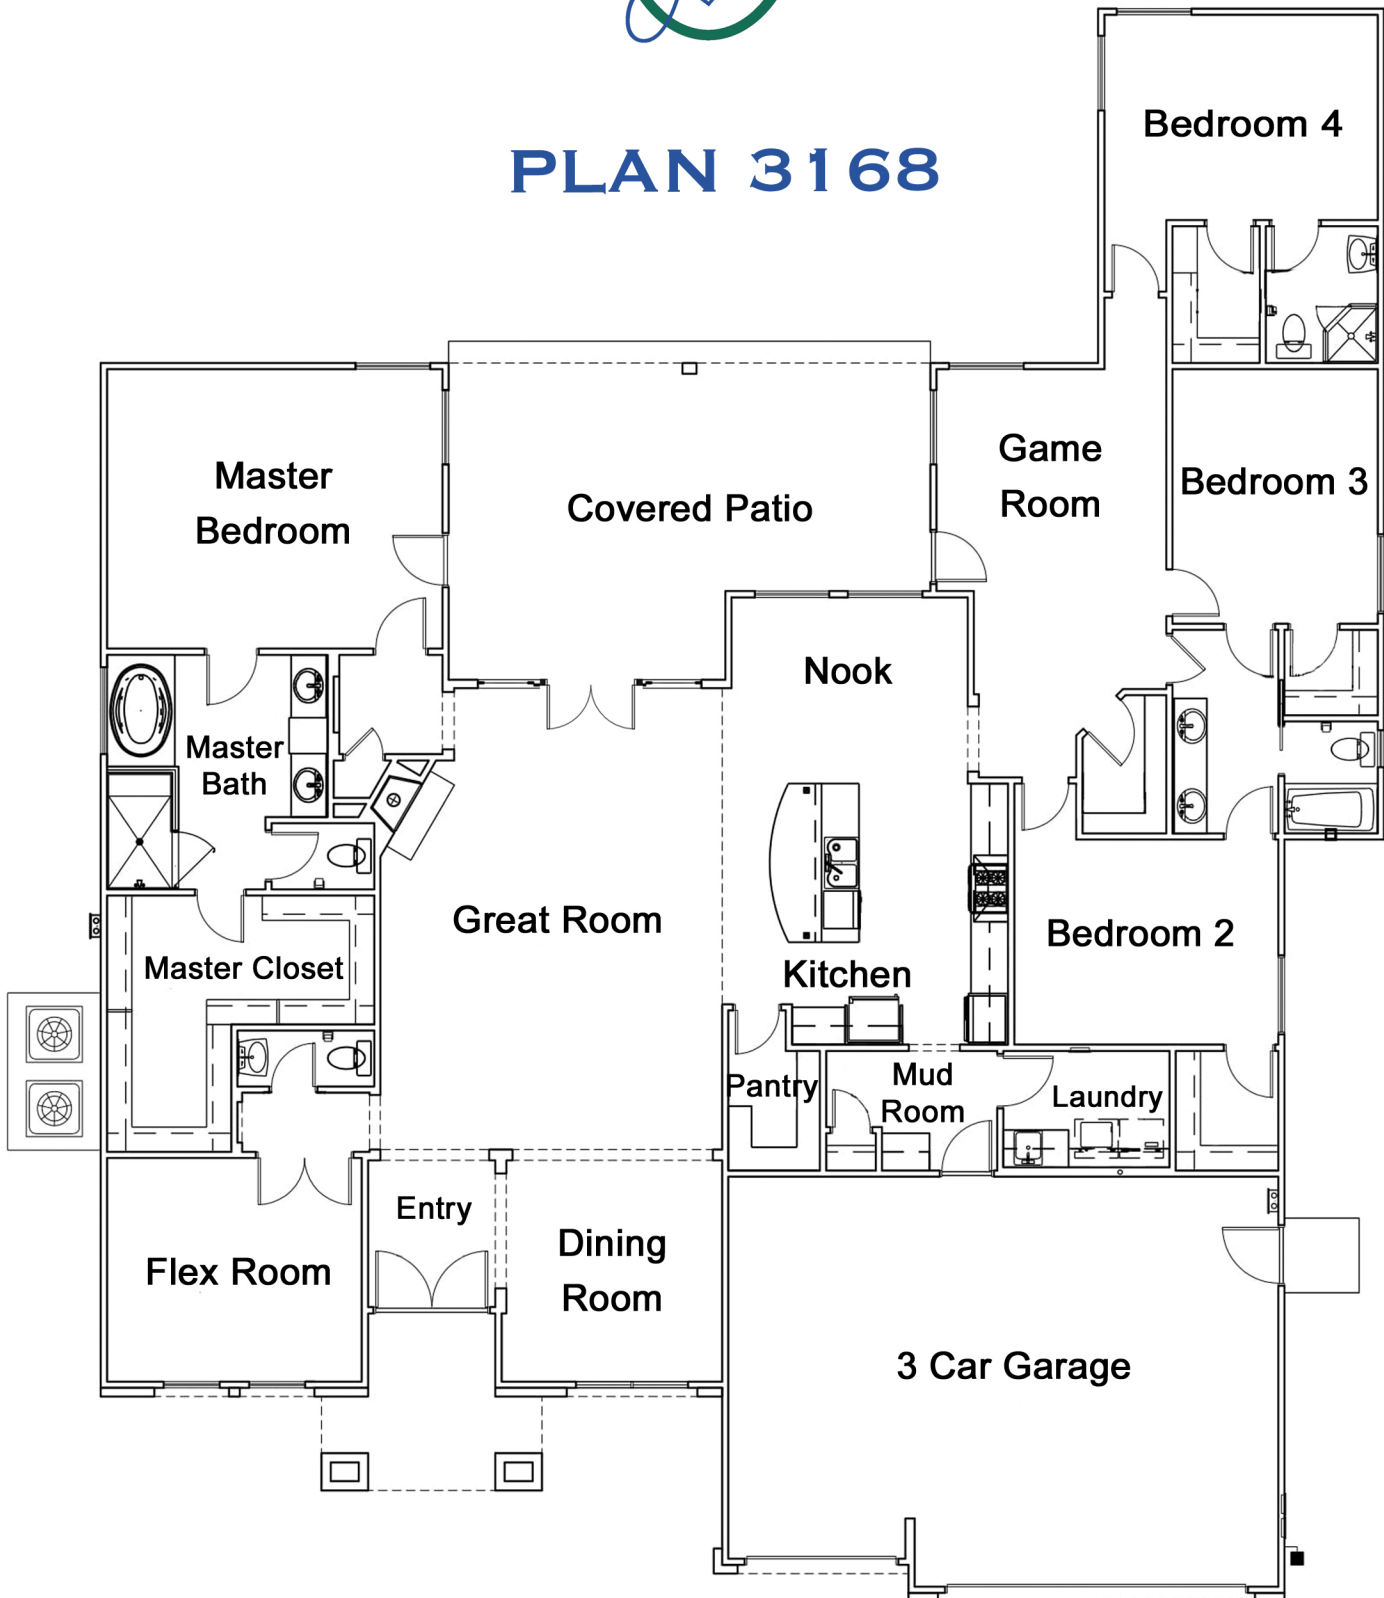 Bedroom 4
PLAN 3168
Game
Room
Master
Bedroom
Bedroom 3
Covered Patio
Nook
Master
Bath
Great Room
Bedroom 2
Master Closet
Kitchen
Mud
Room
Pantry
Laundry
Entry
Dining
Room
Flex Room
3 Car Garage